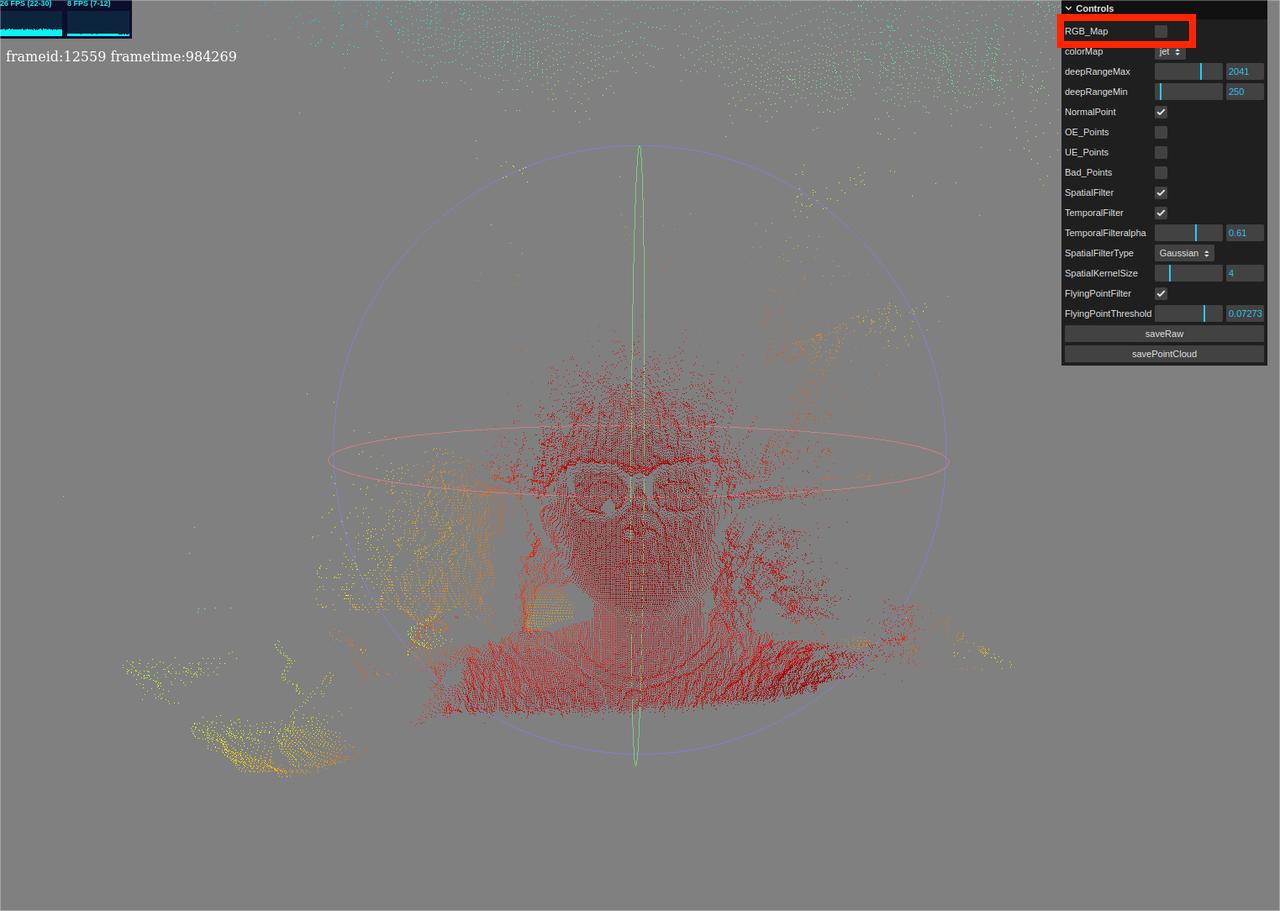 26 FPS (22-30) 8 FPS (7-12)
frameid:12559 frametime:984269
Controls
RGB_Map
colorMap jet
deepRangeMax 2041
deepRangeMin 250
NormalPoint
OE_Points
UE_Points
Bad_Points
SpatialFilter
TemporalFilter
TemporalFilteralpha 0.61
SpatialFilterType Gaussian
SpatialKernelSize 4
FlyingPointFilter
FlyingPointThreshold 0.07273
saveRaw
savePointCloud